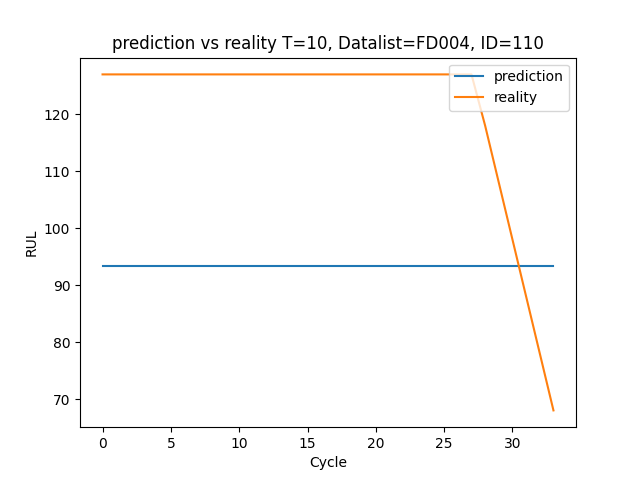 prediction vs reality T=10, Datalist=FD004, ID=110
prediction
reality
RUL
120
110
100
90
80
70
0 5 10 15 20 25 30
Cycle